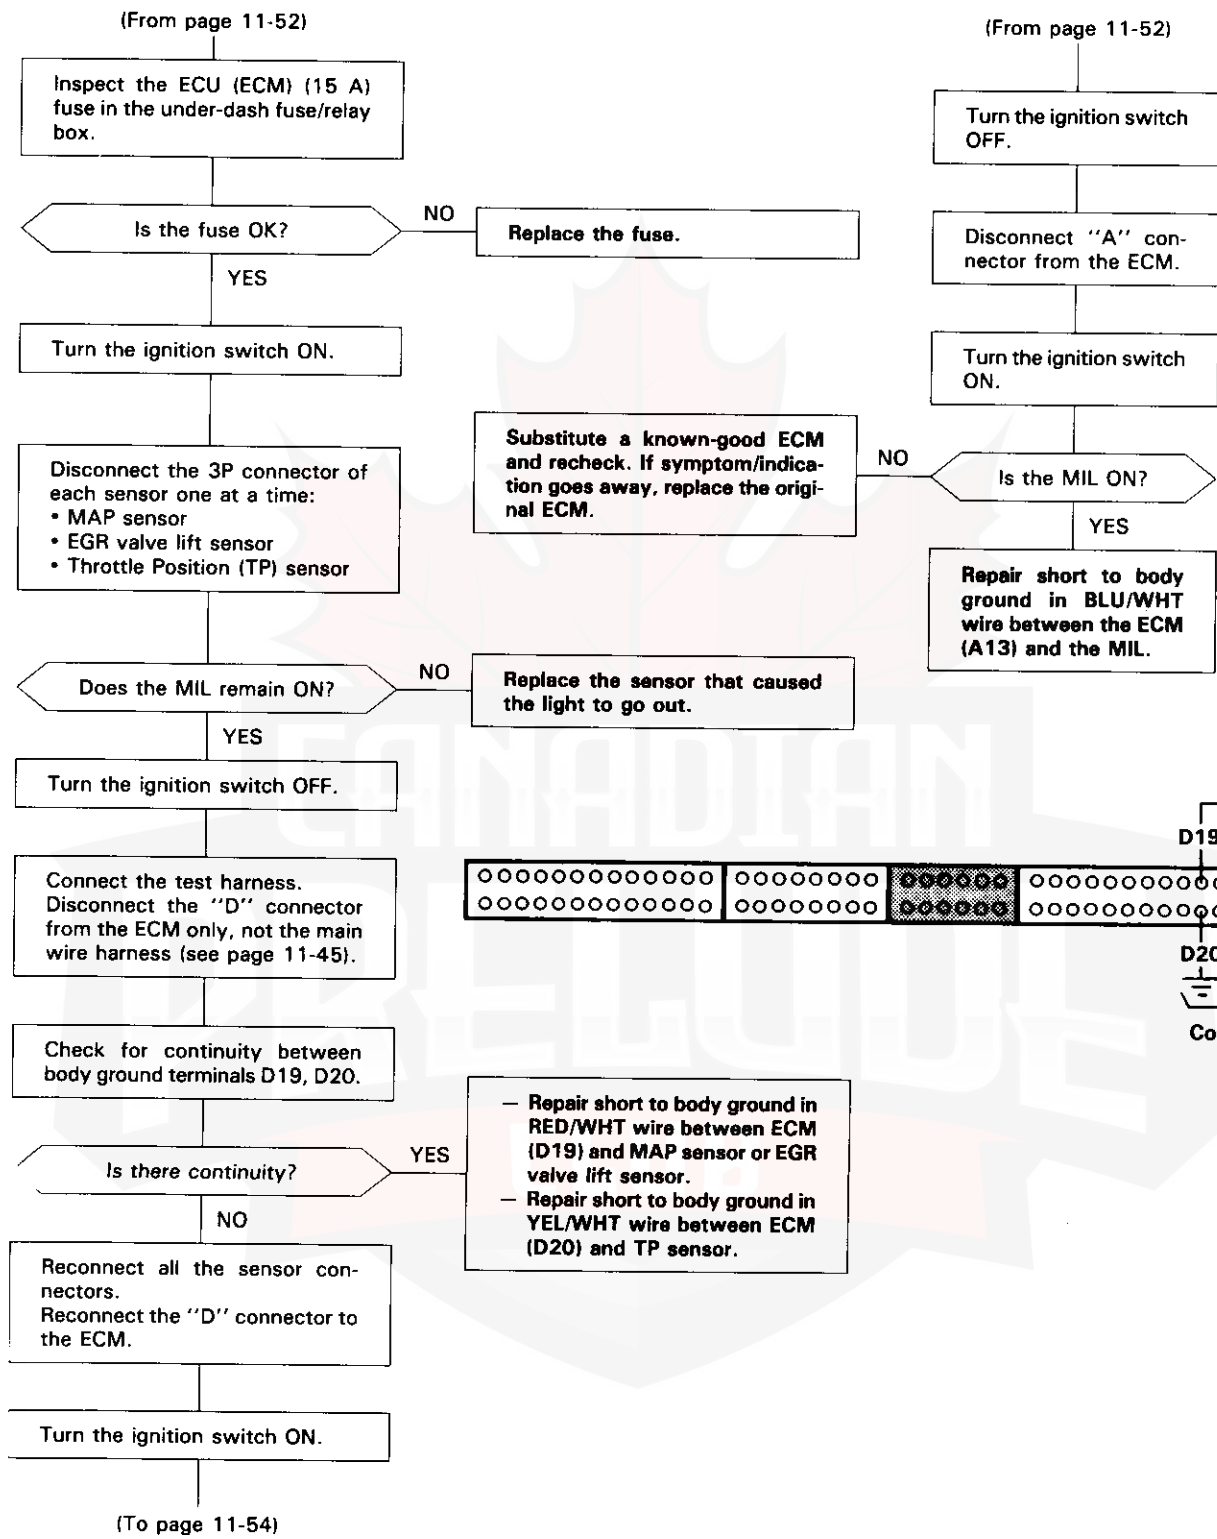 (From page 11-52)
Inspect the ECU (ECM) (15 A)
fuse in the under-dash fuse/relay
box.
Is the fuse OK?
NO
Replace the fuse.
YES
Turn the ignition switch ON.
Disconnect the 3P connector of
each sensor one at a time:
• MAP sensor
• EGR valve lift sensor
• Throttle Position (TP) sensor
Does the MIL remain ON?
NO
Replace the sensor that caused
the light to go out.
YES
Turn the ignition switch OFF.
Connect the test harness.
Disconnect the "D" connector
from the ECM only, not the main
wire harness (see page 11-45).
Check for continuity between
body ground terminals D19, D20.
Is there continuity?
YES
— Repair short to body ground in
RED/WHT wire between ECM
(D19) and MAP sensor or EGR
valve lift sensor.
— Repair short to body ground in
YEL/WHT wire between ECM
(D20) and TP sensor.
NO
Reconnect all the sensor con-
nectors.
Reconnect the "D" connector to
the ECM.
Turn the ignition switch ON.
(To page 11-54)
(From page 11-52)
Turn the ignition switch
OFF.
Disconnect "A" con-
nector from the ECM.
Turn the ignition switch
ON.
Is the MIL ON?
NO
Substitute a known-good ECM
and recheck. If symptom/indica-
tion goes away, replace the origi-
nal ECM.
YES
Repair short to body
ground in BLU/WHT
wire between the ECM
(A13) and the MIL.
D19
D20
Co
CANADIAN
PRELUDE